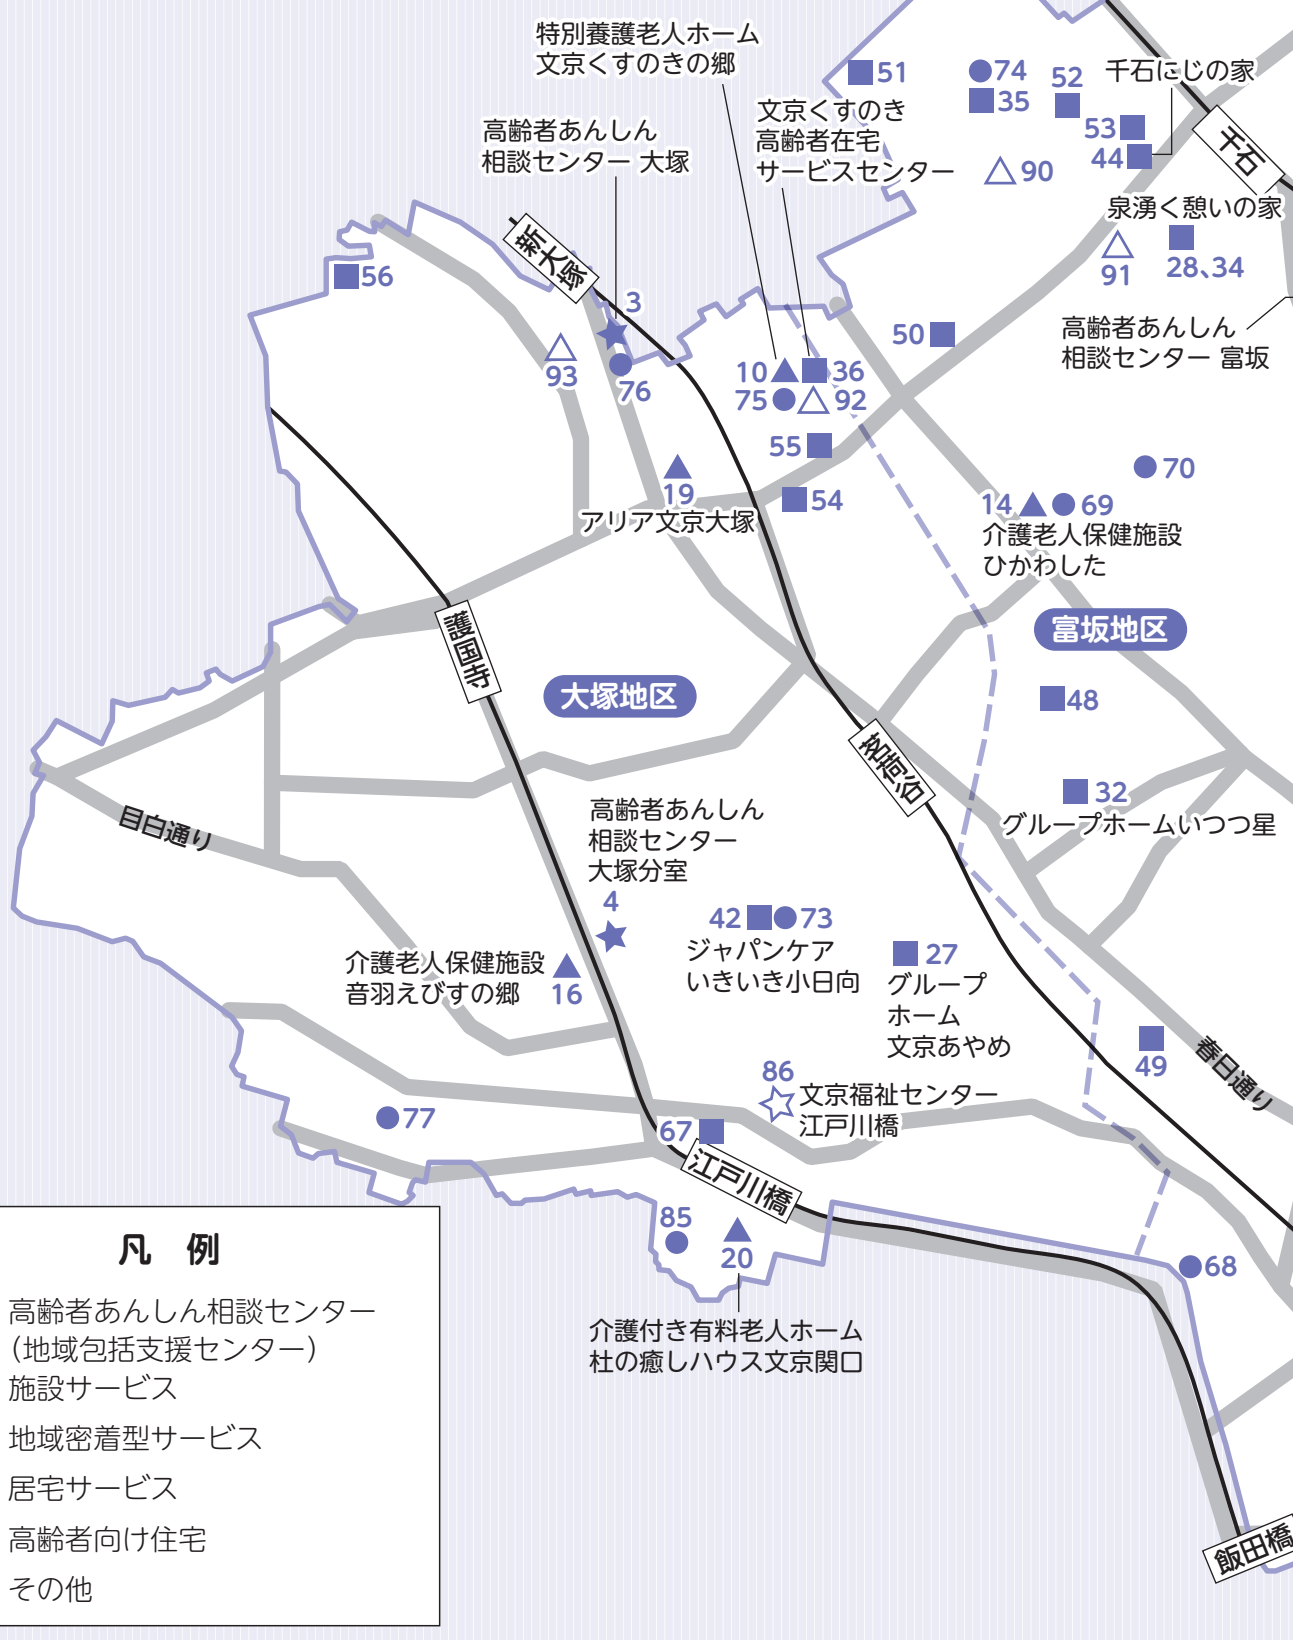 特別養護老人ホーム
文京くすのきの郷
51
74
35
52
千石にじの家
53
44
千石
文京くすのき
高齢者在宅
サービスセンター
高齢者あんしん
相談センター 大塚
90
泉湧く憩いの家
91
28、34
新大塚
56
3
高齢者あんしん
相談センター 富坂
50
93
76
10
36
75
92
55
70
19
アリア文京大塚
54
14
69
介護老人保健施設
ひかわした
護国寺
富坂地区
大塚地区
48
茗荷谷
32
グループホームいつつ星
目白通り
高齢者あんしん
相談センター
大塚分室
4
42
73
ジャパンケア
いきいき小日向
27
グループ
ホーム
文京あやめ
介護老人保健施設
音羽えびすの郷
16
49
春日通り
86
文京福祉センター
江戸川橋
77
67
江戸川橋
85
20
68
介護付き有料老人ホーム
杜の癒しハウス文京関口
飯田橋
凡 例
高齢者あんしん相談センター
（地域包括支援センター）
施設サービス
地域密着型サービス
居宅サービス
高齢者向け住宅
その他